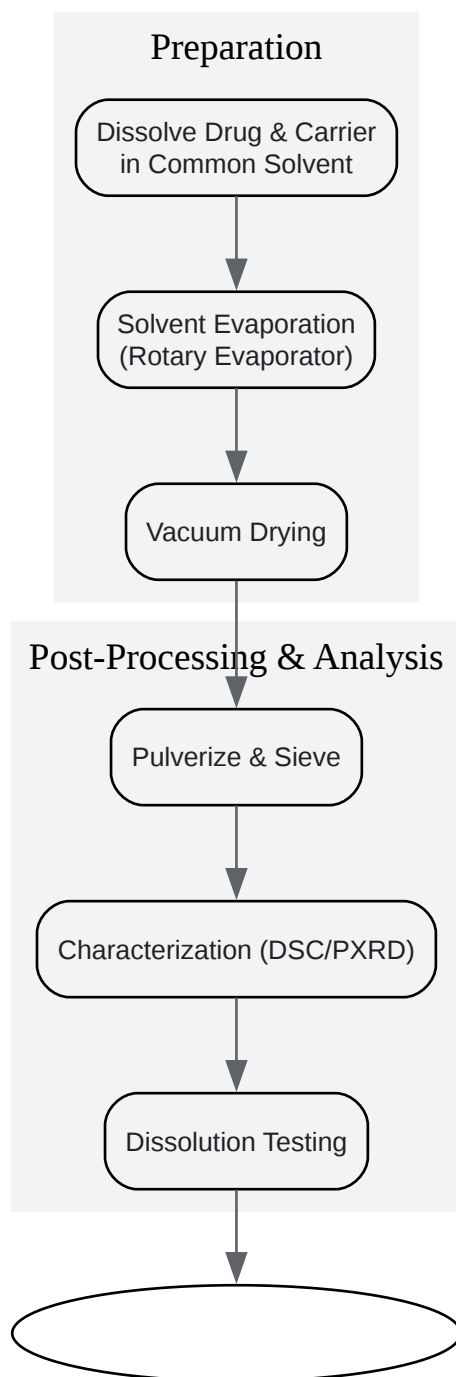 Preparation
Dissolve Drug & Carrier
in Common Solvent
Solvent Evaporation
(Rotary Evaporator)
Vacuum Drying
Post-Processing & Analysis
Pulverize & Sieve
Characterization (DSC/PXRD)
Dissolution Testing